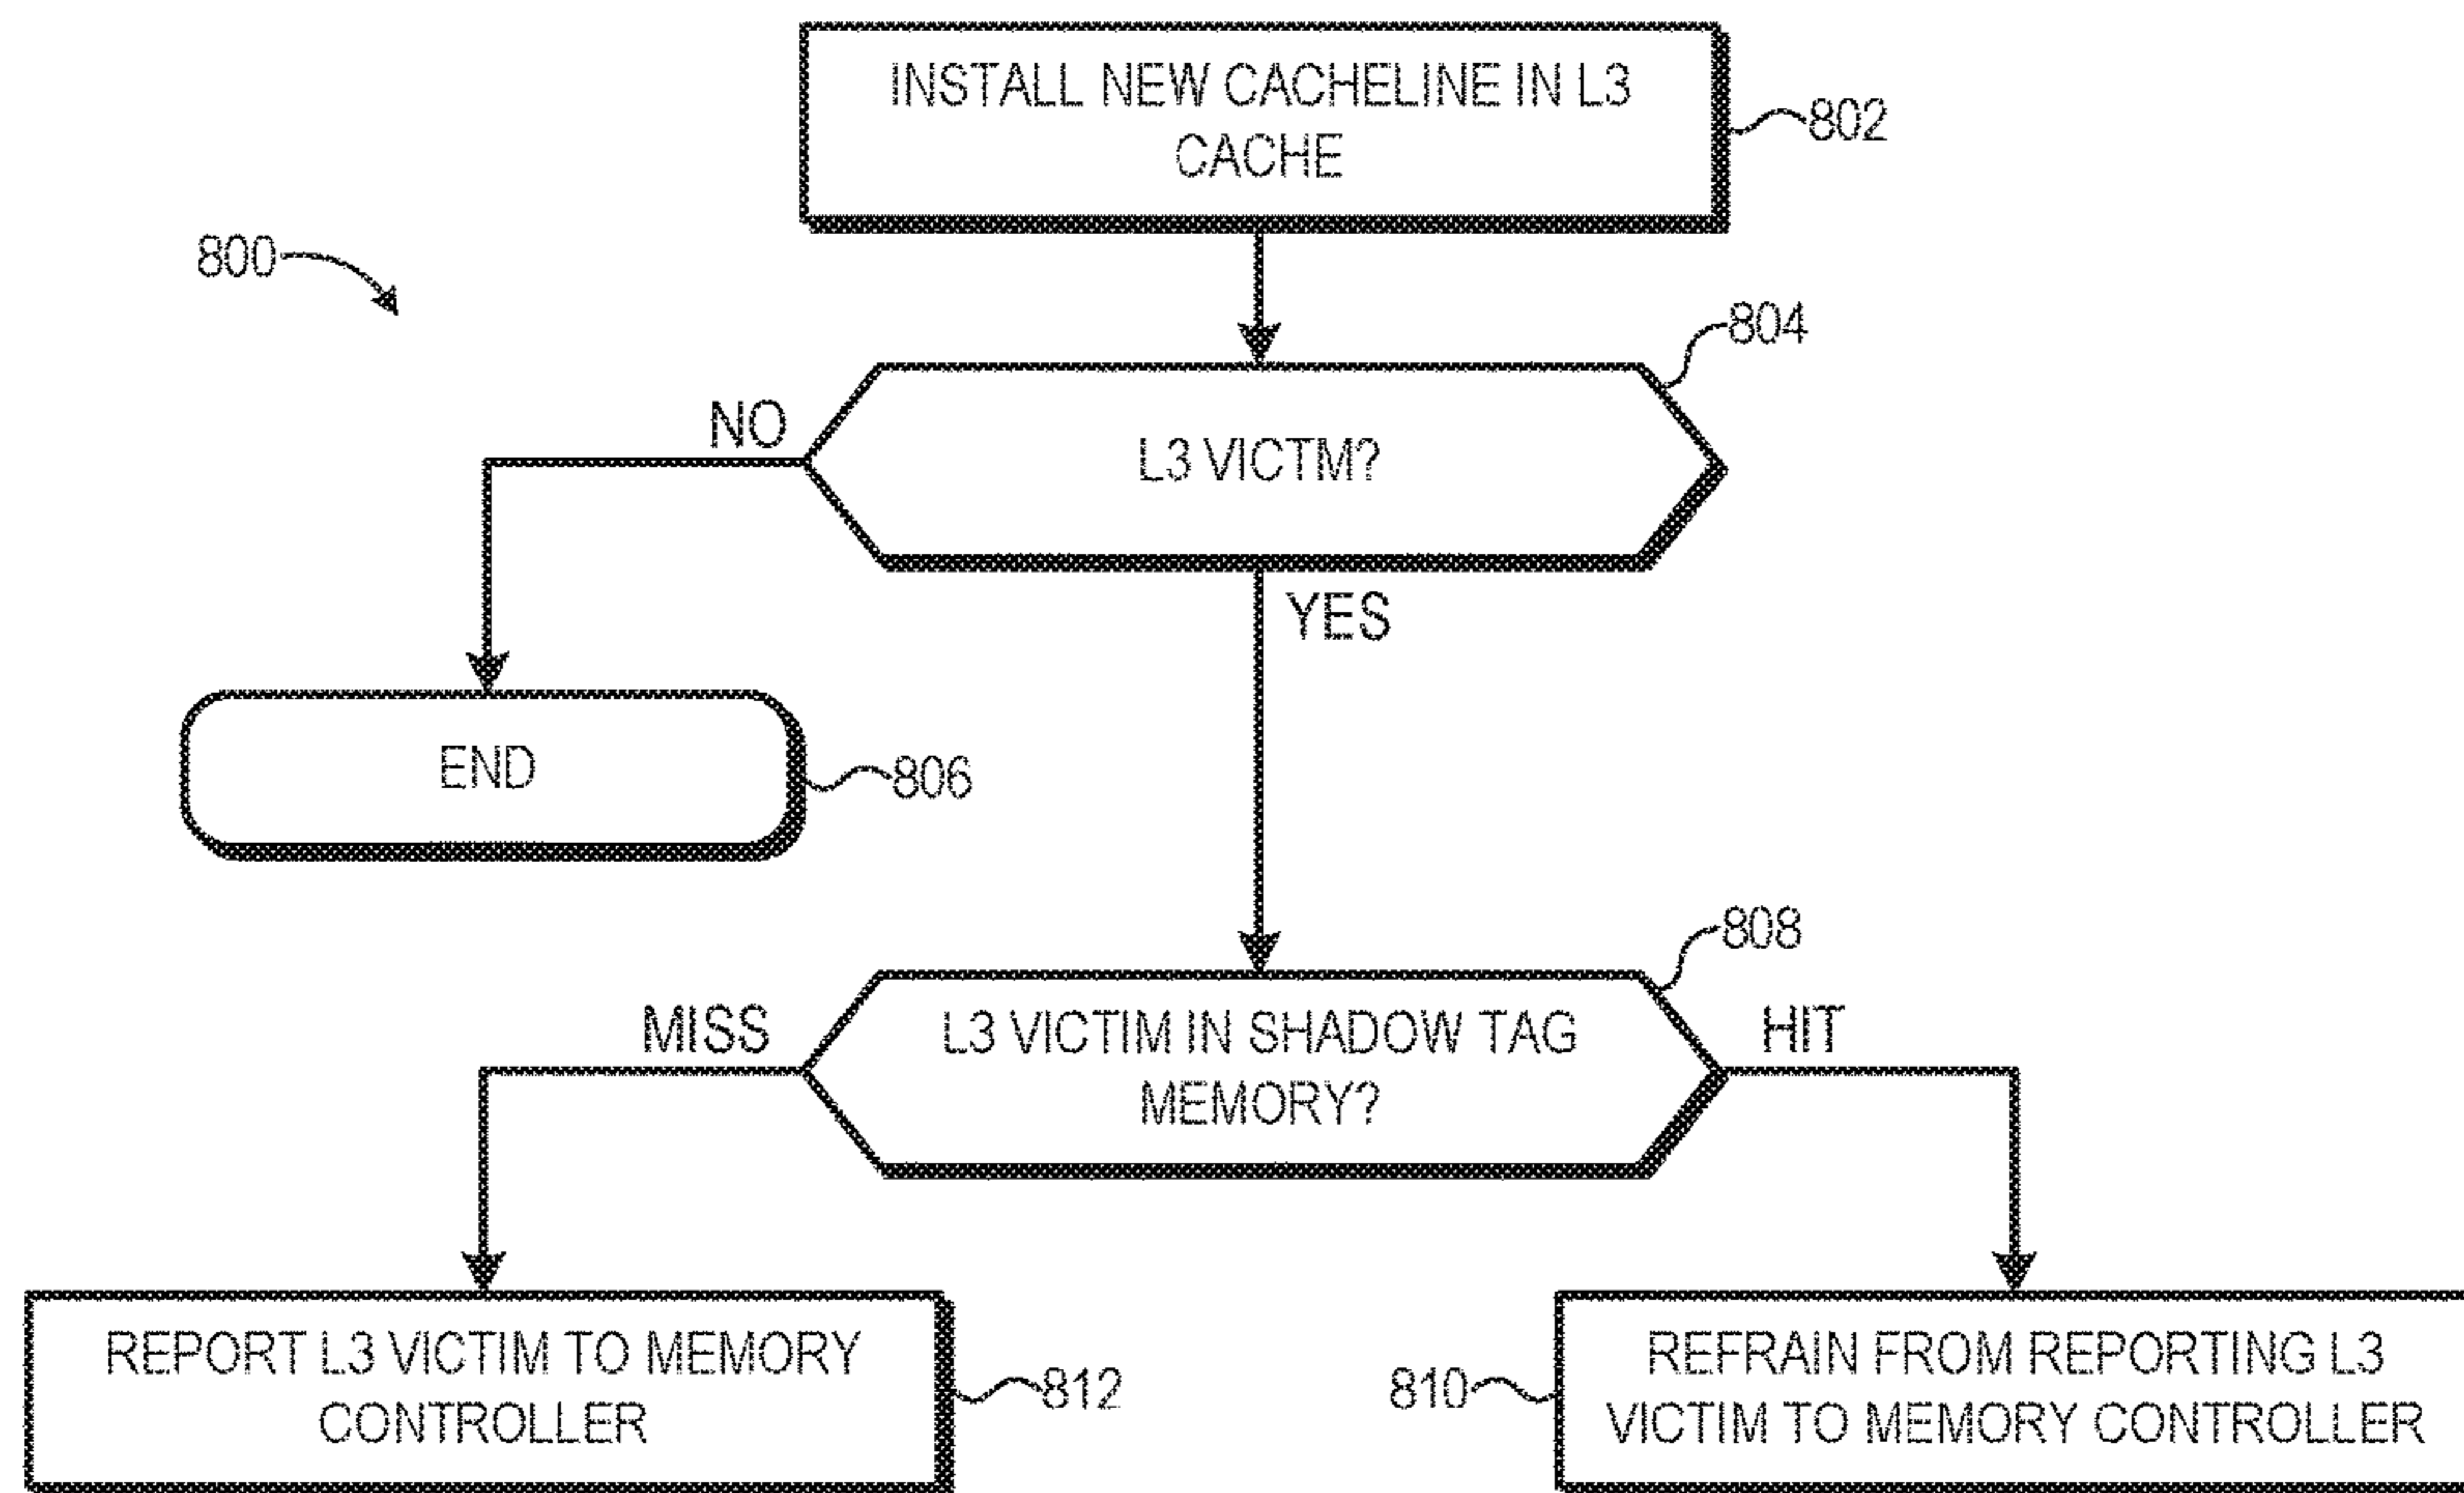 INSTALL NEW CACHELINE IN L3
CACHE
802
800
804
NO
L3 VICTM?
YES
END
806
808
MISS
L3 VICTIM IN SHADOW TAG
MEMORY?
HIT
REPORT L3 VICTIM TO MEMORY
CONTROLLER
812
810
REFRAIN FROM REPORTING L3
VICTIM TO MEMORY CONTROLLER